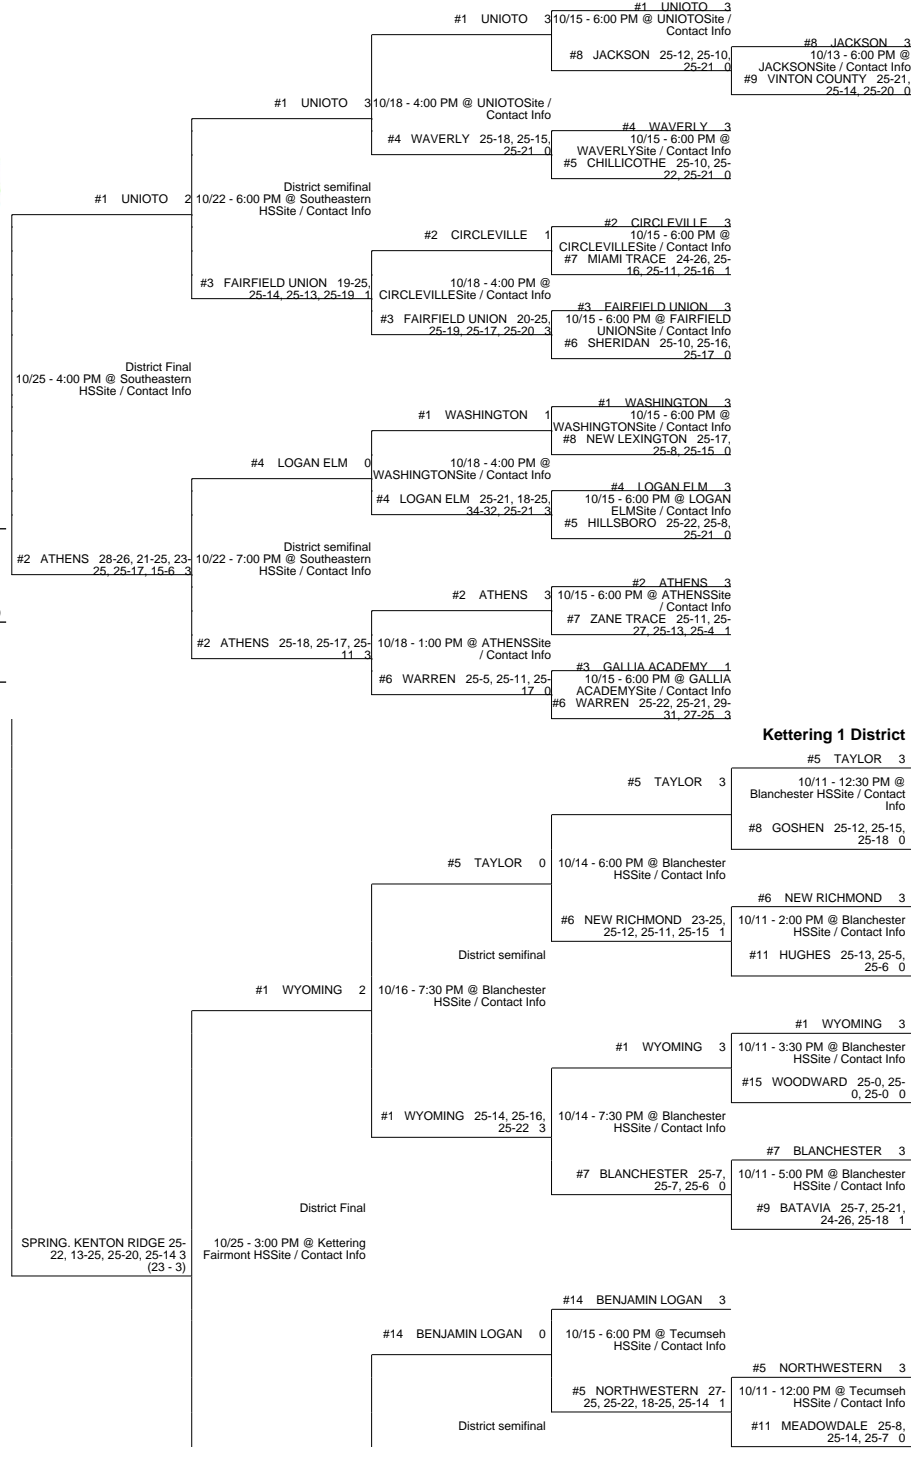 #1 UNIOTO 3
#1 UNIOTO 3
10/15 - 6:00 PM @ UNIOTOSite /
Contact Info
#8 JACKSON 25-12, 25-10,
25-21 0
#8 JACKSON 3
10/13 - 6:00 PM @
JACKSONSite / Contact Info
#9 VINTON COUNTY 25-21,
25-14, 25-20 0
#1 UNIOTO 3
10/18 - 4:00 PM @ UNIOTOSite /
Contact Info
#4 WAVERLY 25-18, 25-15,
25-21 0
#4 WAVERLY 3
10/15 - 6:00 PM @
WAVERLYSite / Contact Info
#5 CHILLICOTHE 25-10, 25-
22, 25-21 0
#1 UNIOTO 2
District semifinal
10/22 - 6:00 PM @ Southeastern
HSSite / Contact Info
#2 CIRCLEVILLE 1
#2 CIRCLEVILLE 3
10/15 - 6:00 PM @
CIRCLEVILLESite / Contact Info
#7 MIAMI TRACE 24-26, 25-
16, 25-11, 25-16 1
#3 FAIRFIELD UNION 19-25,
25-14, 25-13, 25-19 1
10/18 - 4:00 PM @
CIRCLEVILLESite / Contact Info
#3 FAIRFIELD UNION 20-25,
25-19, 25-17, 25-20 3
#3 FAIRFIELD UNION 3
10/15 - 6:00 PM @ FAIRFIELD
UNIONSite / Contact Info
#6 SHERIDAN 25-10, 25-16,
25-17 0
District Final
10/25 - 4:00 PM @ Southeastern
HSSite / Contact Info
#1 WASHINGTON 1
#1 WASHINGTON 3
10/15 - 6:00 PM @
WASHINGTONSite / Contact Info
#8 NEW LEXINGTON 25-17,
25-8, 25-15 0
#4 LOGAN ELM 0
10/18 - 4:00 PM @
WASHINGTONSite / Contact Info
#4 LOGAN ELM 25-21, 18-25,
34-32, 25-21 3
#4 LOGAN ELM 3
10/15 - 6:00 PM @ LOGAN
ELMSite / Contact Info
#5 HILLSBORO 25-22, 25-8,
25-21 0
#2 ATHENS 28-26, 21-25, 23-
25, 25-17, 15-6 3
District semifinal
10/22 - 7:00 PM @ Southeastern
HSSite / Contact Info
#2 ATHENS 3
#2 ATHENS 3
10/15 - 6:00 PM @ ATHENSSite
/ Contact Info
#7 ZANE TRACE 25-11, 25-
27, 25-13, 25-4 1
#2 ATHENS 25-18, 25-17, 25-
11 3
10/18 - 1:00 PM @ ATHENSSite
/ Contact Info
#6 WARREN 25-5, 25-11, 25-
17 0
#3 GALLIA ACADEMY 1
10/15 - 6:00 PM @ GALLIA
ACADEMYSite / Contact Info
#6 WARREN 25-22, 25-21, 29-
31, 27-25 3
Kettering 1 District
#5 TAYLOR 3
#5 TAYLOR 3
10/11 - 12:30 PM @
Blanchester HSSite / Contact
Info
#8 GOSHEN 25-12, 25-15,
25-18 0
#5 TAYLOR 0
10/14 - 6:00 PM @ Blanchester
HSSite / Contact Info
#6 NEW RICHMOND 23-25,
25-12, 25-11, 25-15 1
#6 NEW RICHMOND 3
10/11 - 2:00 PM @ Blanchester
HSSite / Contact Info
#11 HUGHES 25-13, 25-5,
25-6 0
District semifinal
#1 WYOMING 2
10/16 - 7:30 PM @ Blanchester
HSSite / Contact Info
#1 WYOMING 3
#1 WYOMING 3
10/11 - 3:30 PM @ Blanchester
HSSite / Contact Info
#15 WOODWARD 25-0, 25-
0, 25-0 0
#1 WYOMING 25-14, 25-16,
25-22 3
10/14 - 7:30 PM @ Blanchester
HSSite / Contact Info
#7 BLANCHESTER 25-7,
25-7, 25-6 0
#7 BLANCHESTER 3
10/11 - 5:00 PM @ Blanchester
HSSite / Contact Info
#9 BATAVIA 25-7, 25-21,
24-26, 25-18 1
District Final
SPRING. KENTON RIDGE 25-
22, 13-25, 25-20, 25-14 3
(23 - 3)
10/25 - 3:00 PM @ Kettering
Fairmont HSSite / Contact Info
#14 BENJAMIN LOGAN 3
#14 BENJAMIN LOGAN 0
10/15 - 6:00 PM @ Tecumseh
HSSite / Contact Info
#5 NORTHWESTERN 27-
25, 25-22, 18-25, 25-14 1
#5 NORTHWESTERN 3
10/11 - 12:00 PM @ Tecumseh
HSSite / Contact Info
#11 MEADOWDALE 25-8,
25-14, 25-7 0
District semifinal